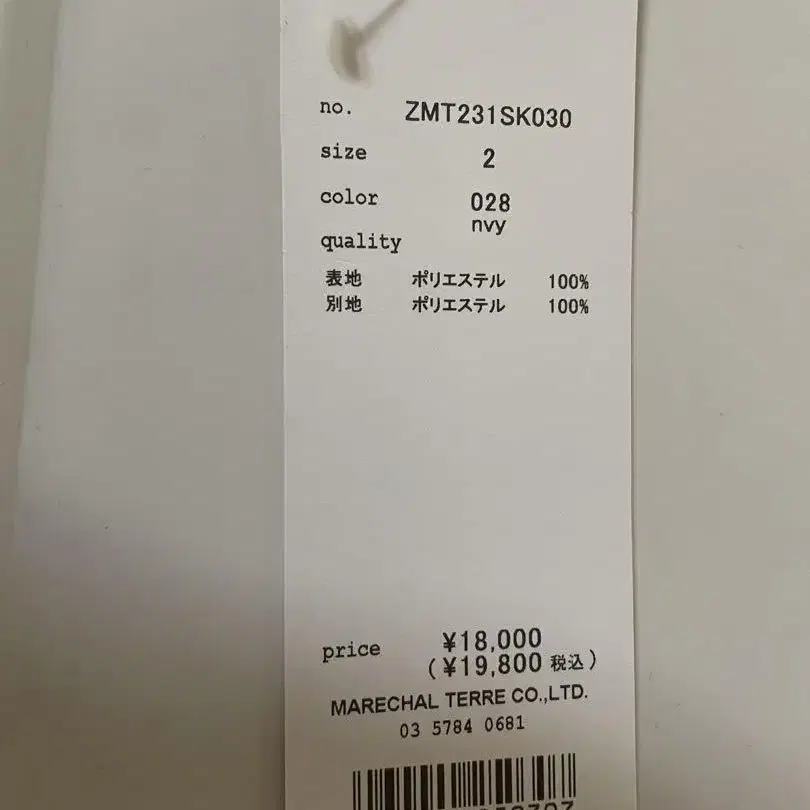 no. ZMT231SK030
size 2
color 028
nvy
quality
表地 ポリエステル 100%
別地 ポリエステル 100%
price ¥18,000
(¥19,800 税込)
MARECHAL TERRE CO.,LTD.
03 5784 0681